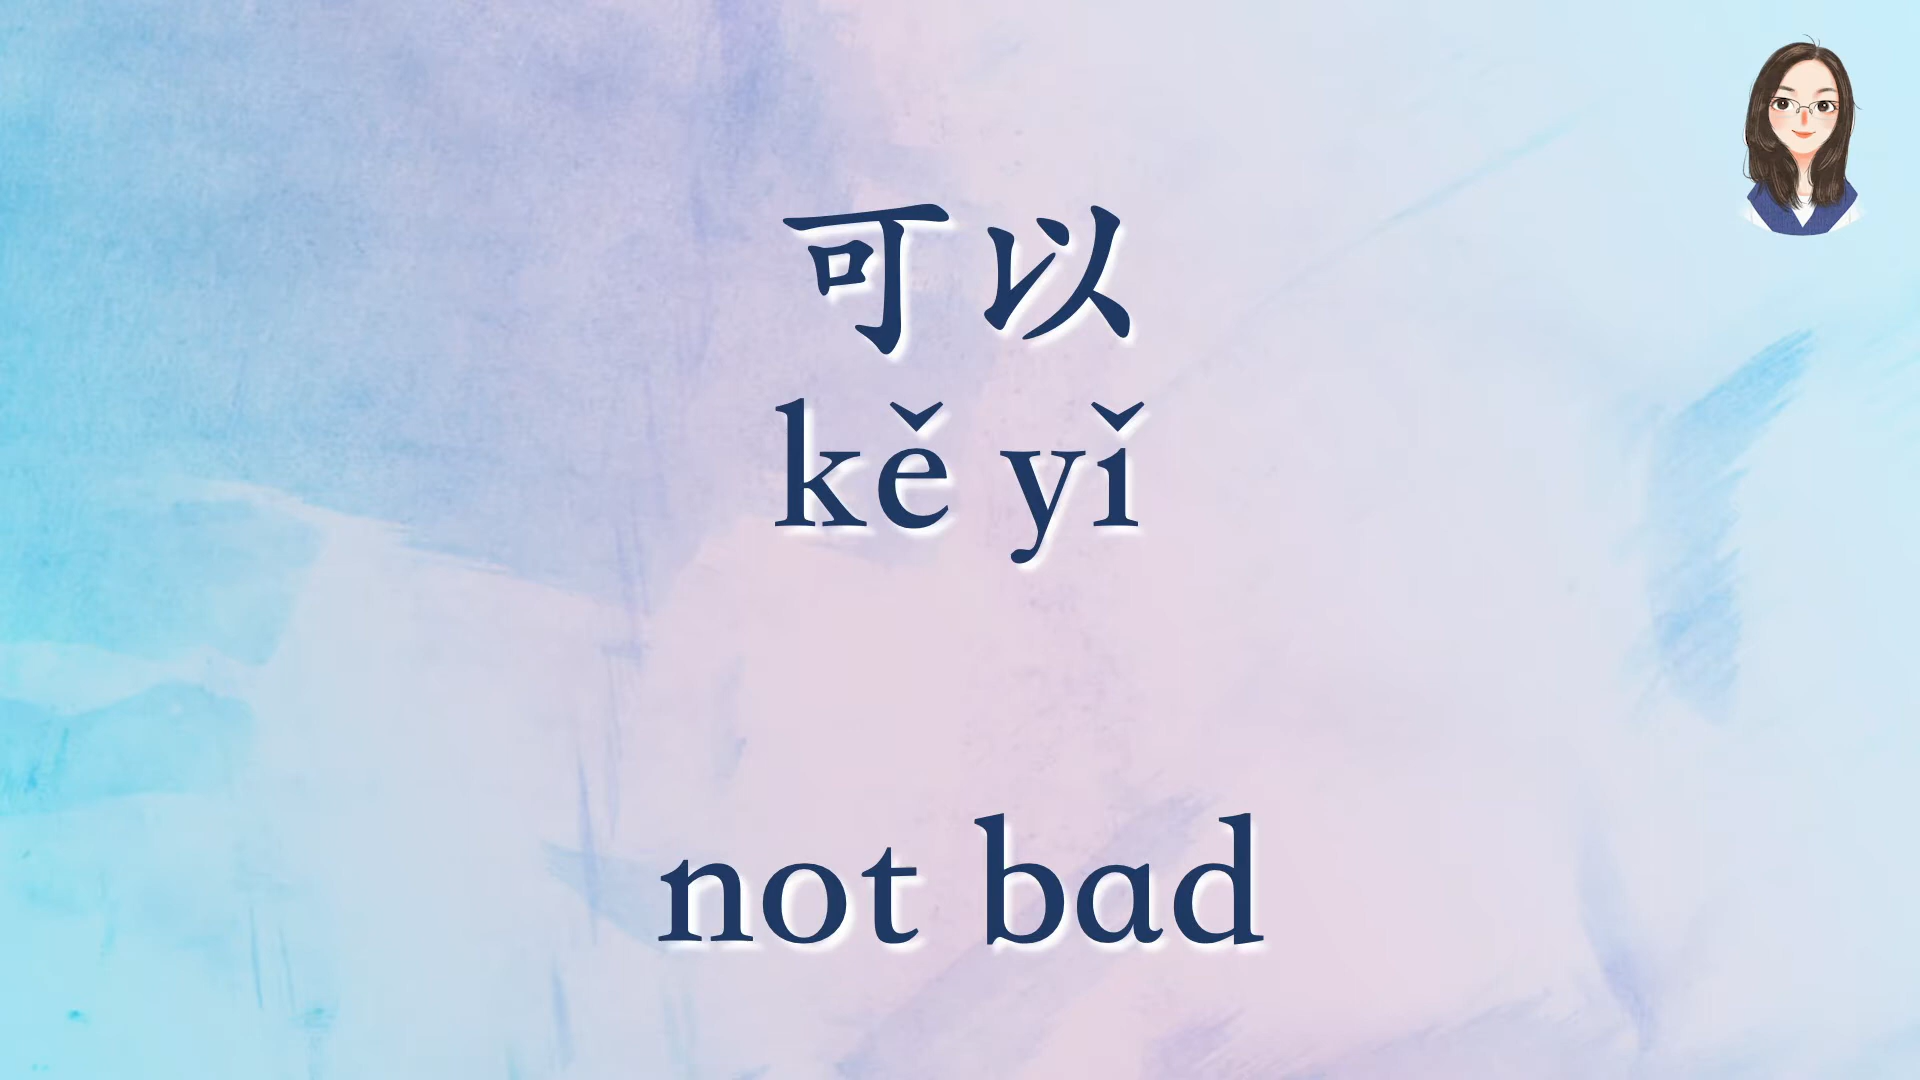 可以
kě yǐ
not bad